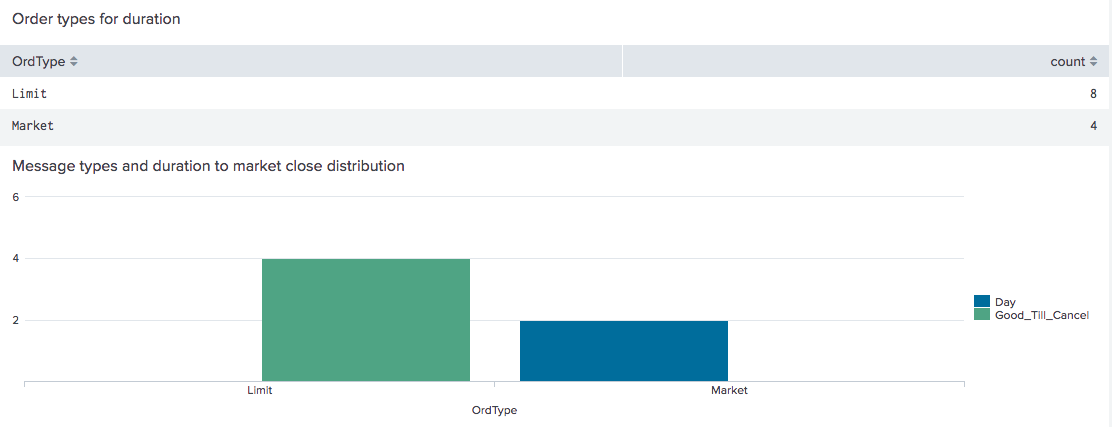 Order types for duration
OrdType count
Limit 8
Market 4
Message types and duration to market close distribution
6
4
2
Day
Good_Till_Cancel
Limit Market
OrdType